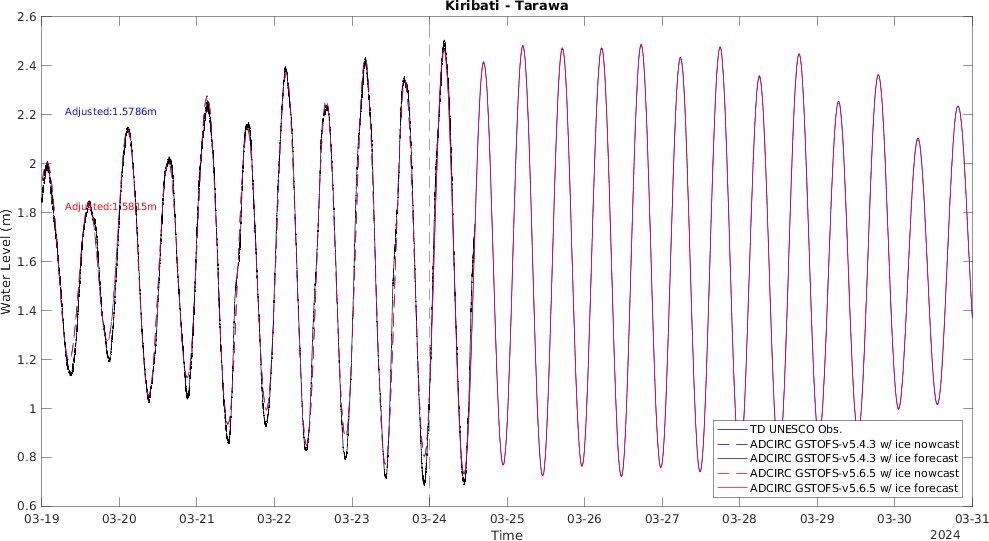 Kiribati - Tarawa
2.6
2.4
2.2
2
1.8
1.6
1.4
1.2
1
0.8
0.6
Water Level (m)
Adjusted:1.5786m
Adjusted:1.5815m
TD UNESCO Obs.
ADCIRC GSTOFS-v5.4.3 w/ ice nowcast
ADCIRC GSTOFS-v5.4.3 w/ ice forecast
ADCIRC GSTOFS-v5.6.5 w/ ice nowcast
ADCIRC GSTOFS-v5.6.5 w/ ice forecast
03-19 03-20 03-21 03-22 03-23 03-24 03-25 03-26 03-27 03-28 03-29 03-30 03-31
Time
2024